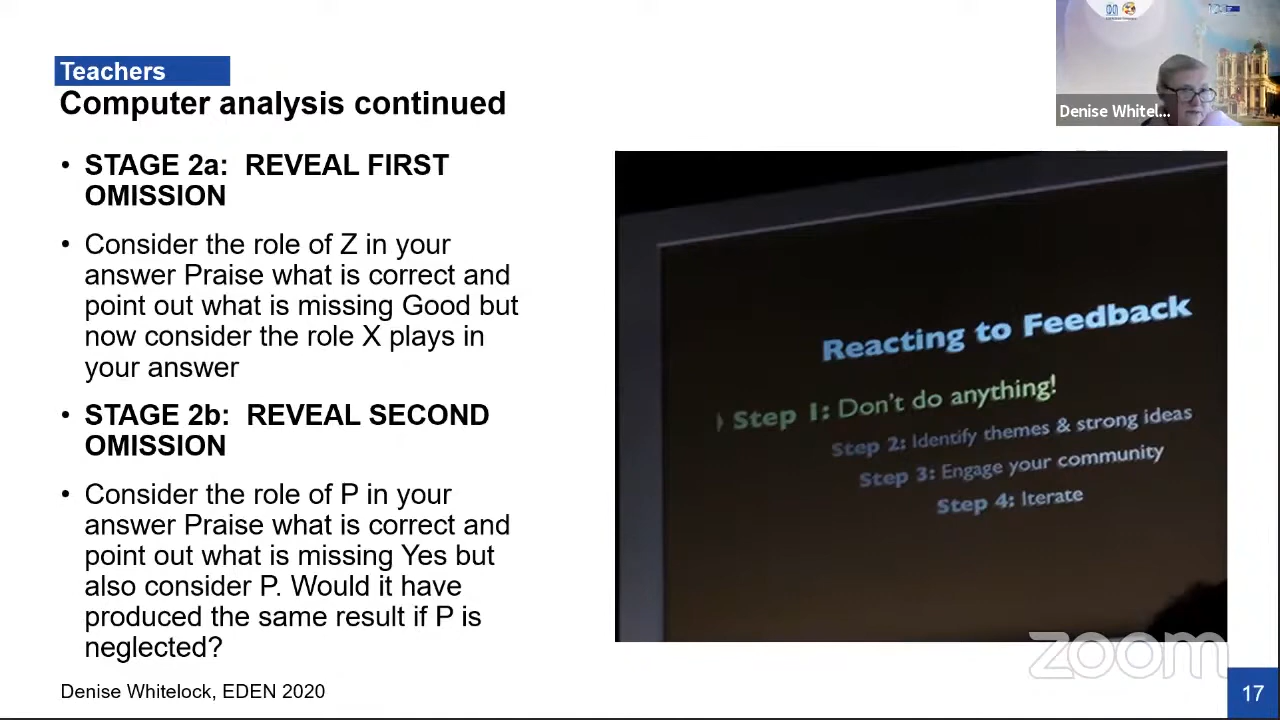 Teachers
Computer analysis continued
• STAGE 2a: REVEAL FIRST
OMISSION
• Consider the role of Z in your
answer Praise what is correct and
point out what is missing Good but
now consider the role X plays in
your answer
• STAGE 2b: REVEAL SECOND
OMISSION
• Consider the role of P in your
answer Praise what is correct and
point out what is missing Yes but
also consider P. Would it have
produced the same result if P is
neglected?
Denise Whitelock, EDEN 2020
Denise Whitel...
Reacting to Feedback
Step 1: Don't do anything!
Step 2: Identify themes & strong ideas
Step 3: Engage your community
Step 4: Iterate
zoom
17